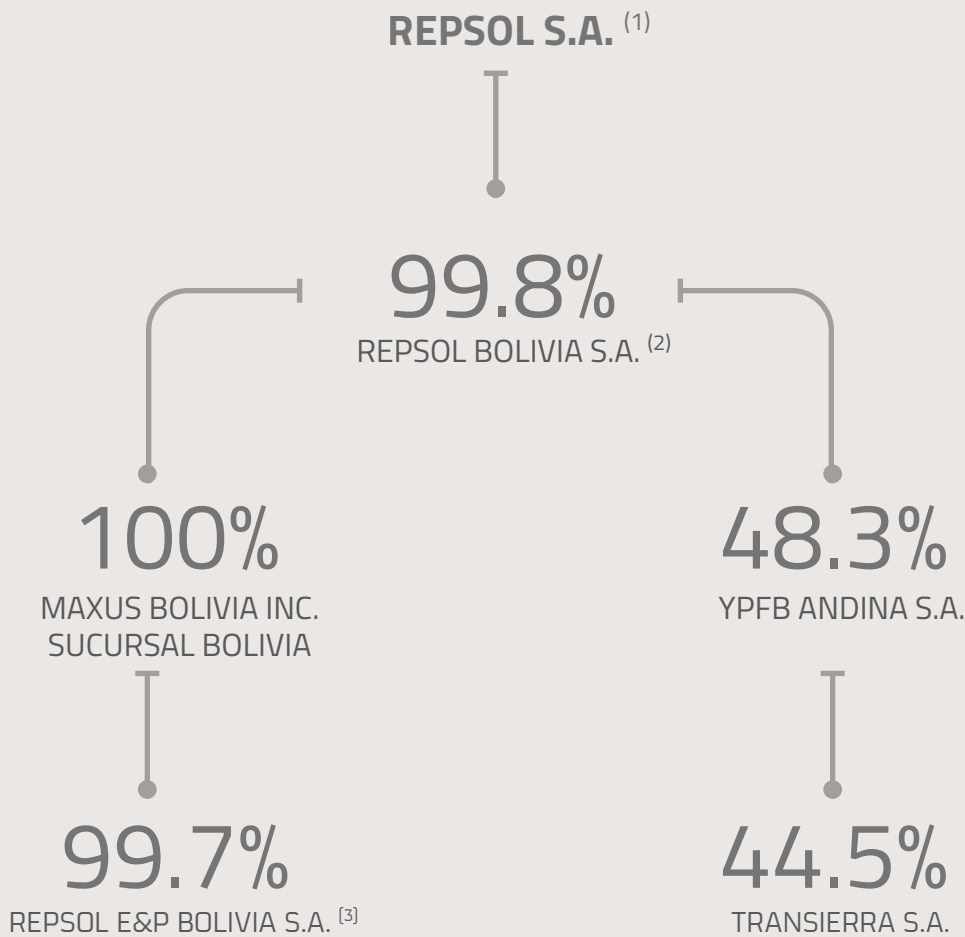 REPSOL S.A. (1)
99.8%
REPSOL BOLIVIA S.A. (2)
100%
MAXUS BOLIVIA INC.
SUCURSAL BOLIVIA
48.3%
YPFB ANDINA S.A.
99.7%
REPSOL E&P BOLIVIA S.A. (3)
44.5%
TRANSIERRA S.A.